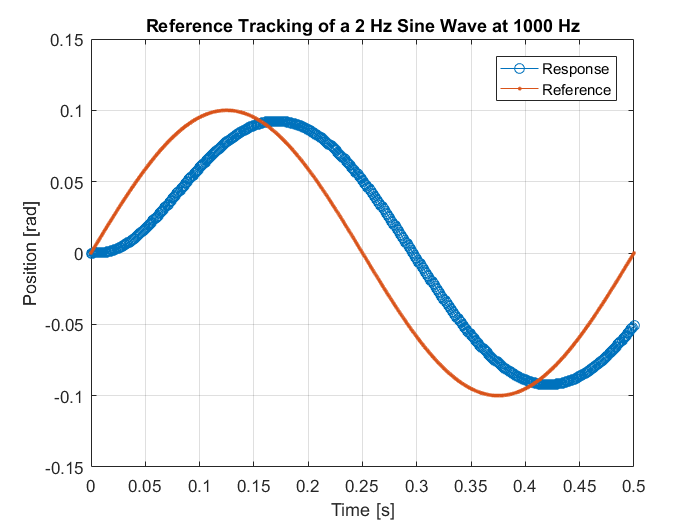 Reference Tracking of a 2 Hz Sine Wave at 1000 Hz
0.15
Response
Reference
0.1
0.05
0
-0.05
-0.1
-0.15
Position [rad]
0 0.05 0.1 0.15 0.2 0.25 0.3 0.35 0.4 0.45 0.5
Time [s]